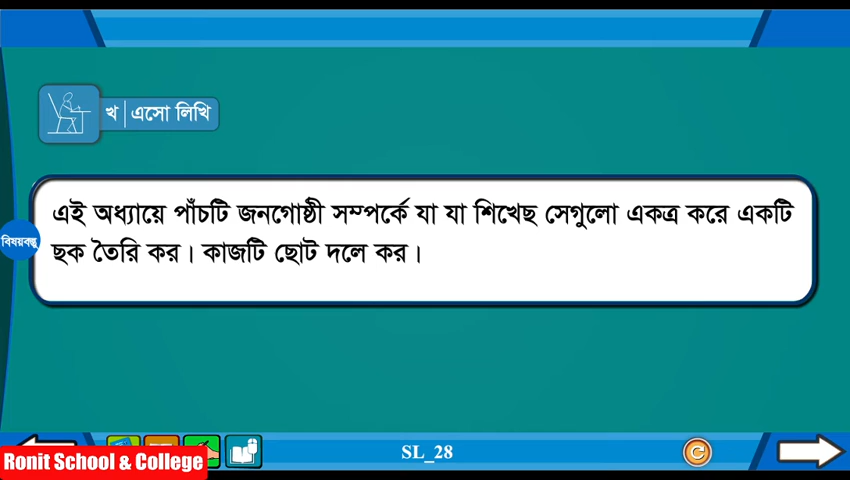 খ | এসো লিখি
এই অধ্যায়ে পাঁচটি জনগোষ্ঠী সম্পর্কে যা যা শিখেছ সেগুলো একত্র করে একটি
ছক তৈরি কর। কাজটি ছোট দলে কর।
বিষয়বস্তু
SL_28
Ronit School & College